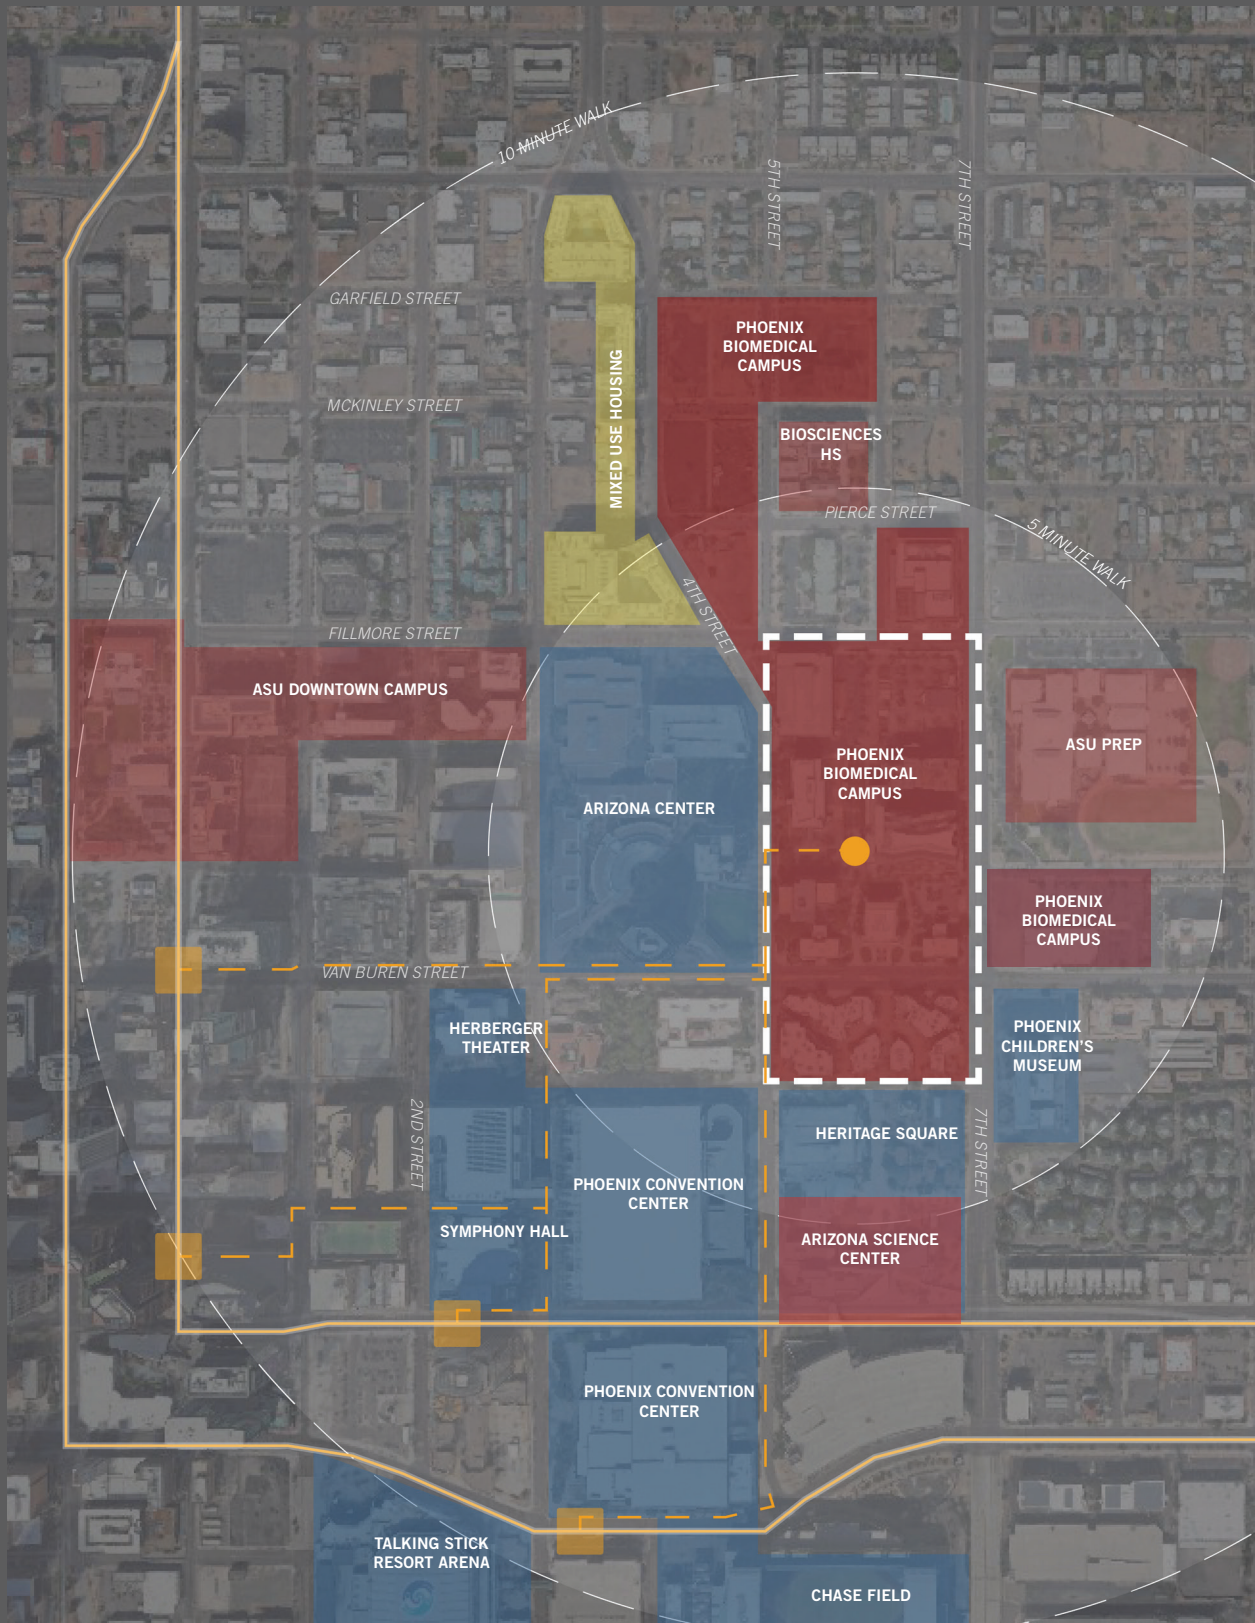 10 MINUTE WALK
5TH STREET
7TH STREET
GARFIELD STREET
PHOENIX
BIOMEDICAL
CAMPUS
MIXED USE HOUSING
MCKINLEY STREET
BIOSCIENCES
HS
PIERCE STREET
5 MINUTE WALK
4TH STREET
FILLMORE STREET
ASU DOWNTOWN CAMPUS
ASU PREP
PHOENIX
BIOMEDICAL
CAMPUS
ARIZONA CENTER
PHOENIX
BIOMEDICAL
CAMPUS
VAN BUREN STREET
HERBERGER
THEATER
PHOENIX
CHILDREN'S
MUSEUM
2ND STREET
7TH STREET
HERITAGE SQUARE
PHOENIX CONVENTION
CENTER
SYMPHONY HALL
ARIZONA SCIENCE
CENTER
PHOENIX CONVENTION
CENTER
TALKING STICK
RESORT ARENA
CHASE FIELD